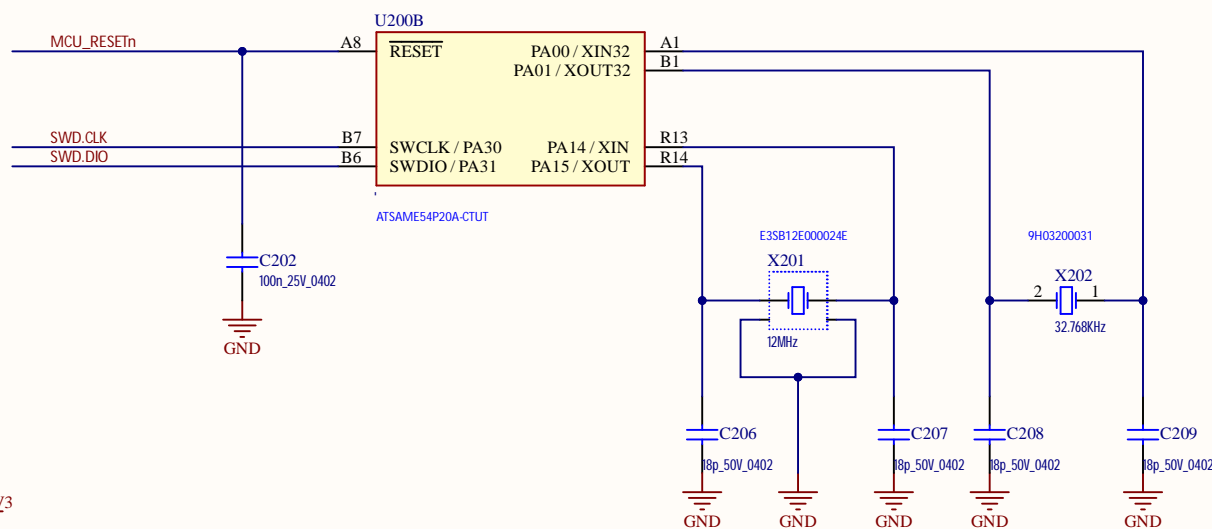 U200B
MCU_RESETn
A8
RESET
PA00 / XIN32
A1
PA01 / XOUT32
B1
SWD.CLK
B7
SWCLK / PA30
PA14 / XIN
R13
SWD.DIO
B6
SWDIO / PA31
PA15 / XOUT
R14
ATSAME54P20A-CTUT
E3SB12E000024E
9H03200031
C202
100n_25V_0402
GND
X201
12MHz
X202
2
1
32.768KHz
C206
18p_50V_0402
C207
18p_50V_0402
C208
18p_50V_0402
C209
18p_50V_0402
GND
GND
GND
GND
GND